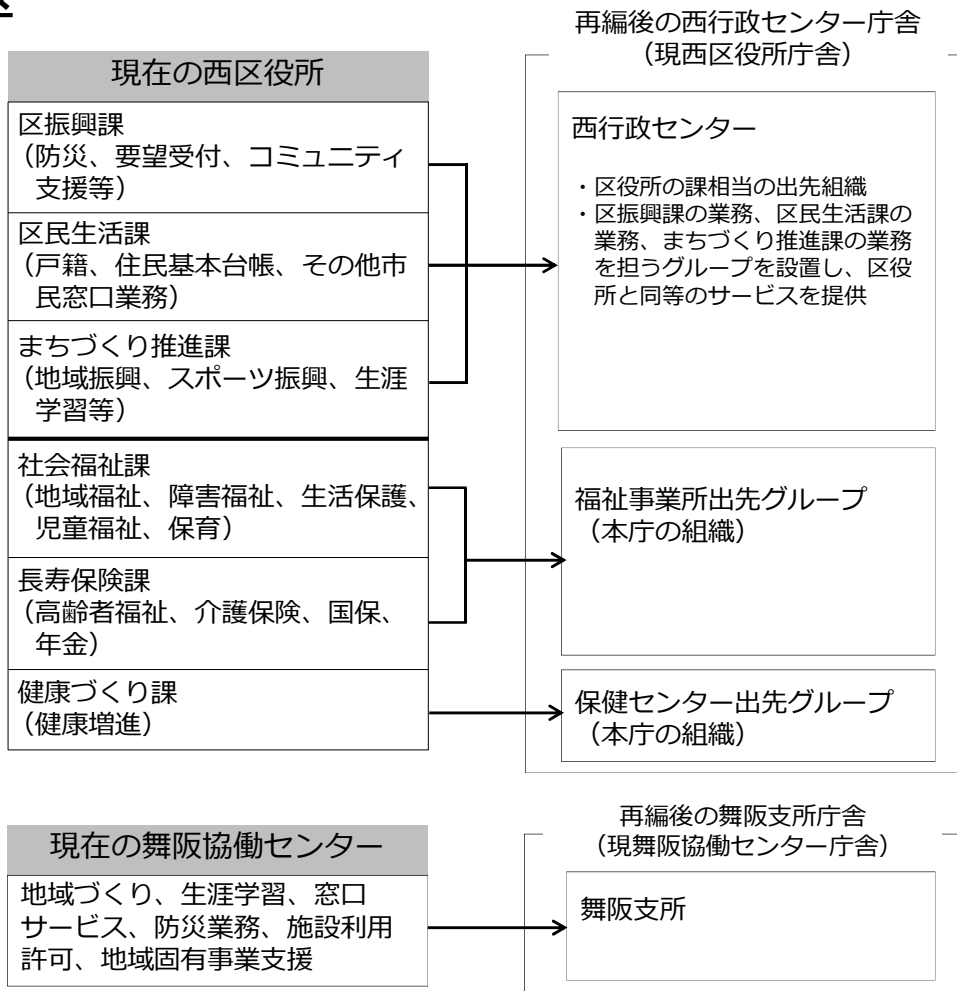 現在の西区役所
区振興課
（防災、要望受付、コミュニティ
支援等）
区民生活課
（戸籍、住民基本台帳、その他市
民窓口業務）
まちづくり推進課
（地域振興、スポーツ振興、生涯
学習等）
社会福祉課
（地域福祉、障害福祉、生活保護、
児童福祉、保育）
長寿保険課
（高齢者福祉、介護保険、国保、
年金）
健康づくり課
（健康増進）
再編後の西行政センター庁舎
（現西区役所庁舎）
西行政センター
・区役所の課相当の出先組織
・区振興課の業務、区民生活課の
業務、まちづくり推進課の業務
を担うグループを設置し、区役
所と同等のサービスを提供
福祉事業所出先グループ
（本庁の組織）
保健センター出先グループ
（本庁の組織）
現在の舞阪協働センター
地域づくり、生涯学習、窓口
サービス、防災業務、施設利用
許可、地域固有事業支援
再編後の舞阪支所庁舎
（現舞阪協働センター庁舎）
舞阪支所